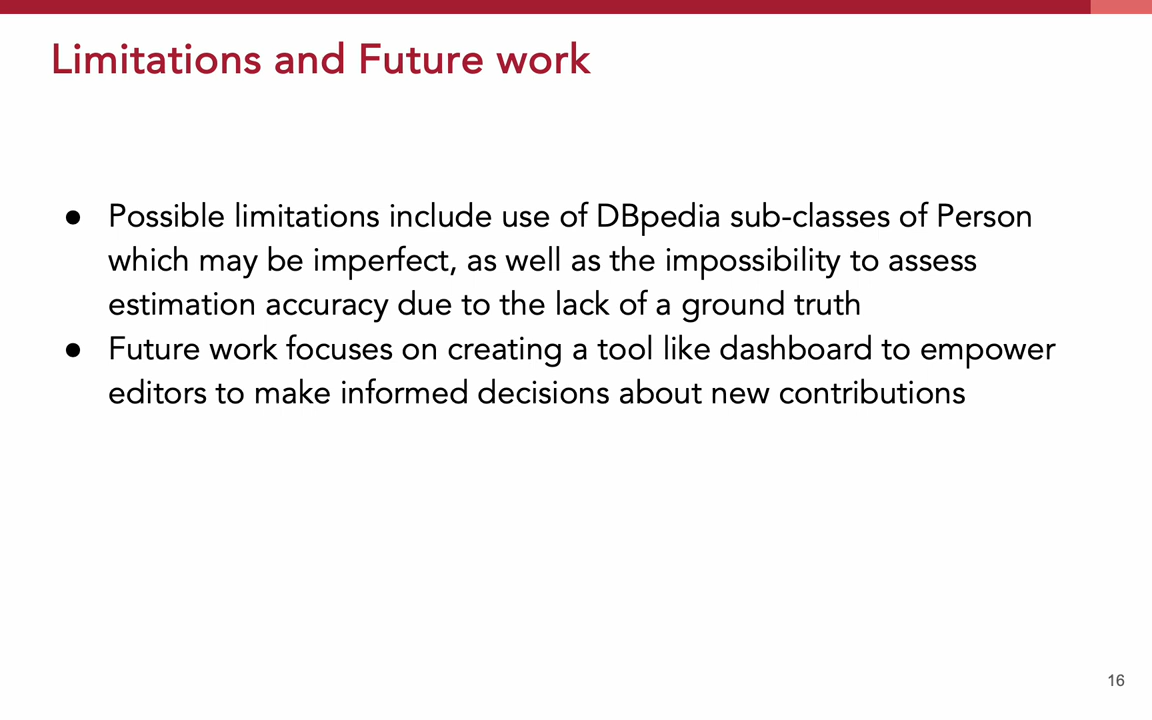 Limitations and Future work
● Possible limitations include use of DBpedia sub-classes of Person
which may be imperfect, as well as the impossibility to assess
estimation accuracy due to the lack of a ground truth
● Future work focuses on creating a tool like dashboard to empower
editors to make informed decisions about new contributions
16